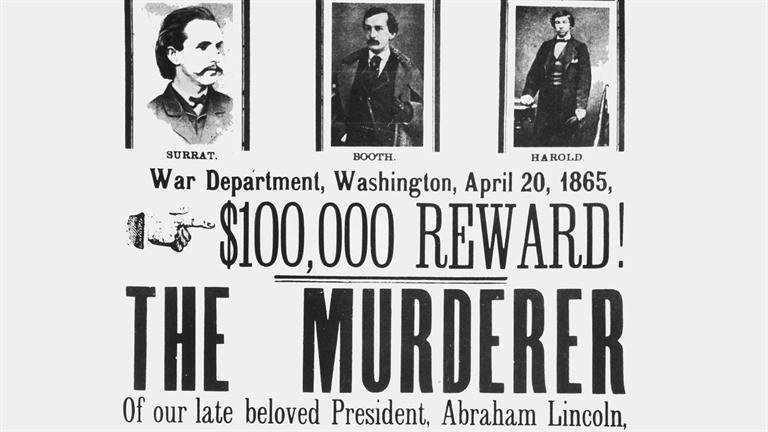 SURRAT. BOOTH. HAROLD.
War Department, Washington, April 20, 1865,
$100,000 REWARD!
THE MURDERER
Of our late beloved President, Abraham Lincoln,